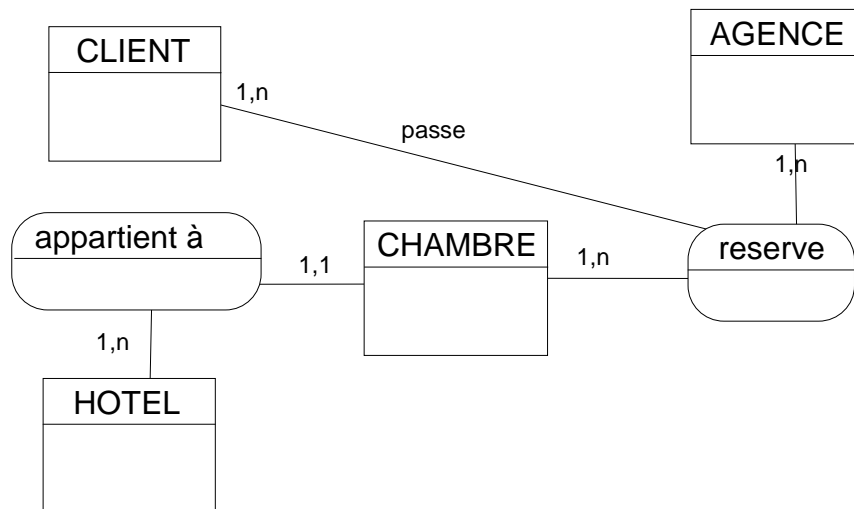 AGENCE
CLIENT
1,n
passe
1,n
appartient à
CHAMBRE
reserve
1,1
1,n
1,n
HOTEL